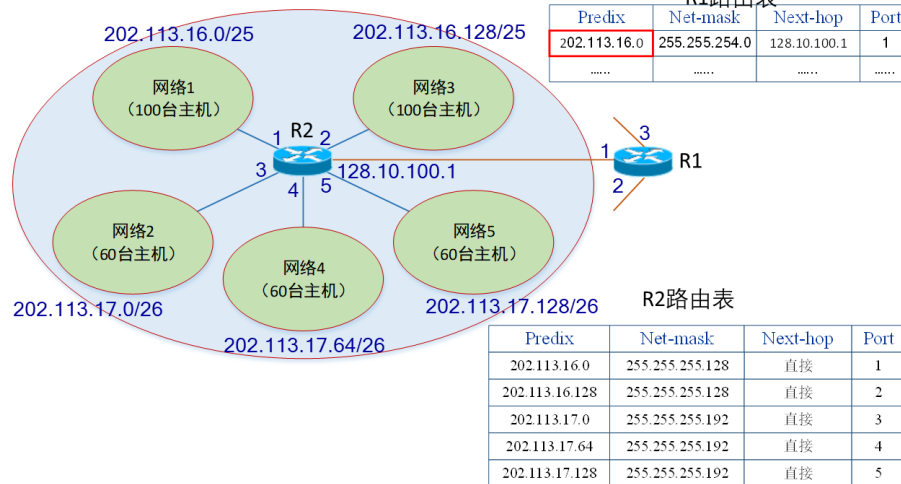 R1路由表
Predix Net-mask Next-hop Port
202.113.16.0 255.255.254.0 128.10.100.1 1
...... ...... ...... ......
202.113.16.0/25
202.113.16.128/25
网络1
（100台主机）
网络3
（100台主机）
R2
1
2
3
4
5
128.10.100.1
1
2
3
R1
网络2
（60台主机）
网络4
（60台主机）
网络5
（60台主机）
202.113.17.0/26
202.113.17.64/26
202.113.17.128/26
R2路由表
Predix Net-mask Next-hop Port
202.113.16.0 255.255.255.128 直接 1
202.113.16.128 255.255.255.128 直接 2
202.113.17.0 255.255.255.192 直接 3
202.113.17.64 255.255.255.192 直接 4
202.113.17.128 255.255.255.192 直接 5